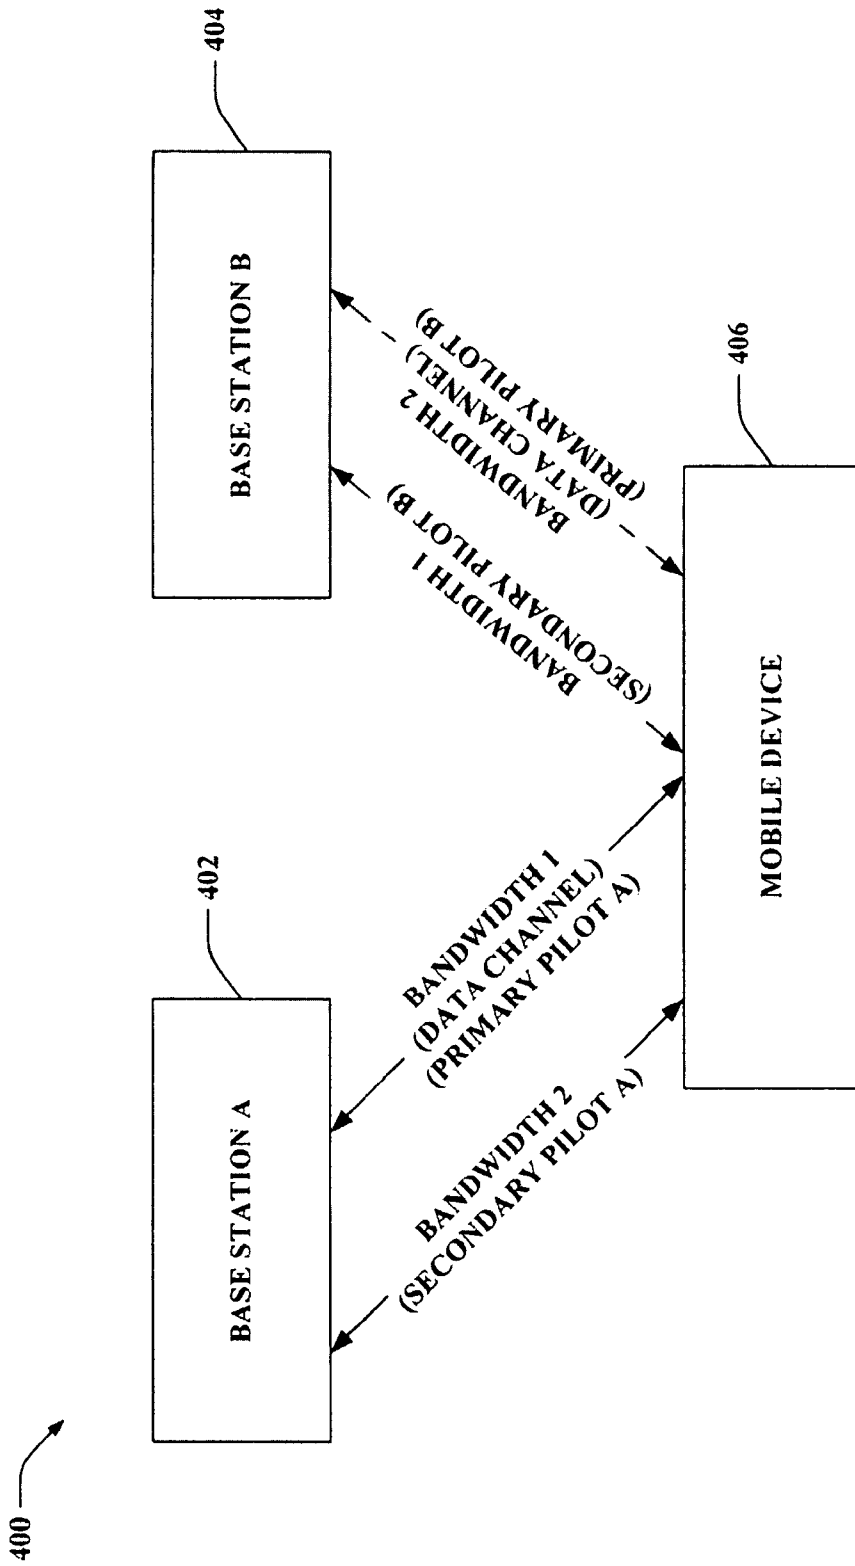 400
402
BASE STATION A
404
BASE STATION B
BANDWIDTH 2
(SECONDARY PILOT A)
BANDWIDTH 1
(DATA CHANNEL)
(PRIMARY PILOT A)
BANDWIDTH 1
(SECONDARY PILOT B)
BANDWIDTH 2
(DATA CHANNEL)
(PRIMARY PILOT B)
406
MOBILE DEVICE